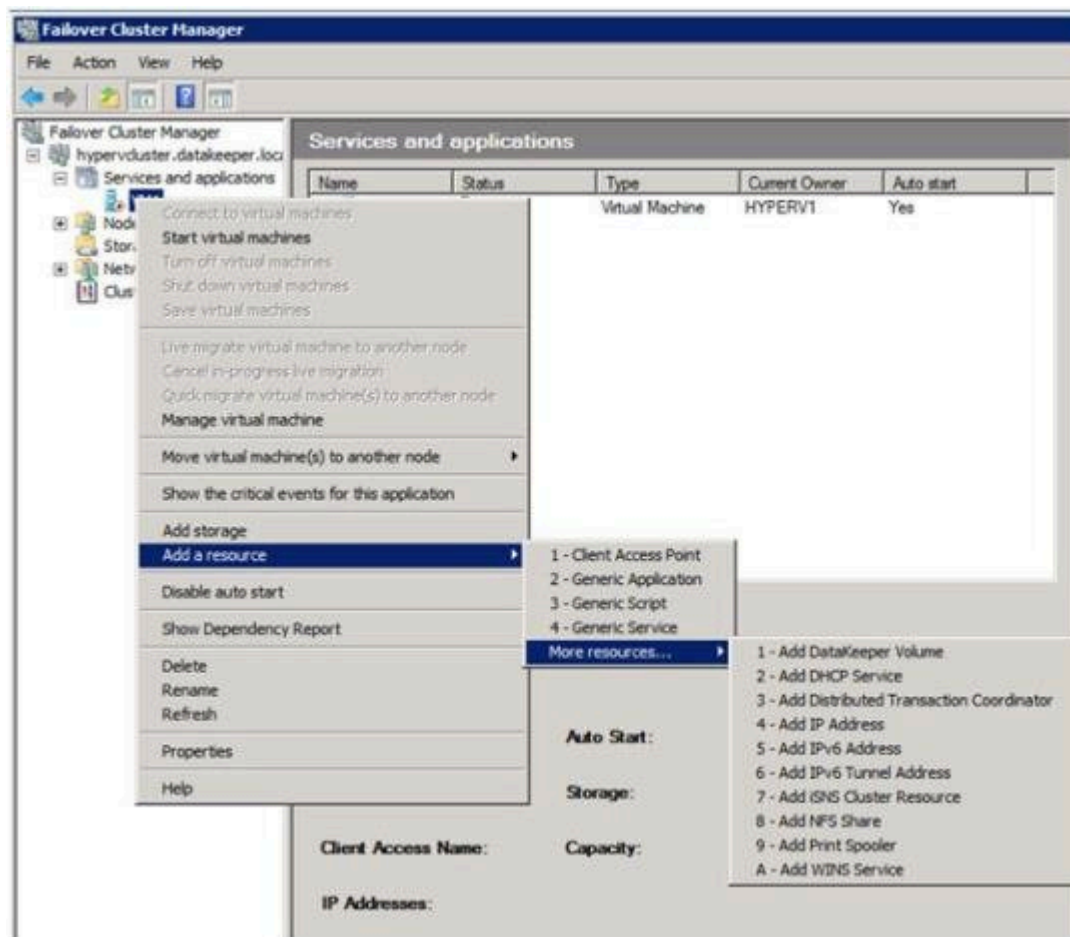 Failover Cluster Manager
File Action View Help
Failover Cluster Manager
hypervcluster.datakeeper.loc
Services and applications
Services and applications
Name Status Type Current Owner Auto start
Virtual Machine HYPERV1 Yes
Connect to virtual machines
Start virtual machines
Turn off virtual machines
Shut down virtual machines
Save virtual machines
Live migrate virtual machine to another node
Cancel in-progress live migration
Quick migrate virtual machine(s) to another node
Manage virtual machine
Move virtual machine(s) to another node
Show the critical events for this application
Add storage
Add a resource
Disable auto start
Show Dependency Report
Delete
Rename
Refresh
Properties
Help
1 - Client Access Point
2 - Generic Application
3 - Generic Script
4 - Generic Service
More resources...
1 - Add DataKeeper Volume
2 - Add DHCP Service
3 - Add Distributed Transaction Coordinator
4 - Add IP Address
5 - Add IPv6 Address
6 - Add IPv6 Tunnel Address
7 - Add iSNS Cluster Resource
8 - Add NFS Share
9 - Add Print Spooler
A - Add WINS Service
Auto Start:
Storage:
Client Access Name: Capacity:
IP Addresses: